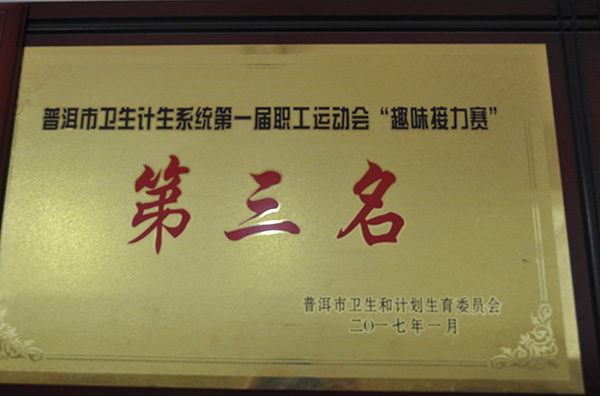 普洱市卫生计生系统第一届职工运动会“趣味接力赛”
第三名
普洱市卫生和计划生育委员会
二〇一七年一月